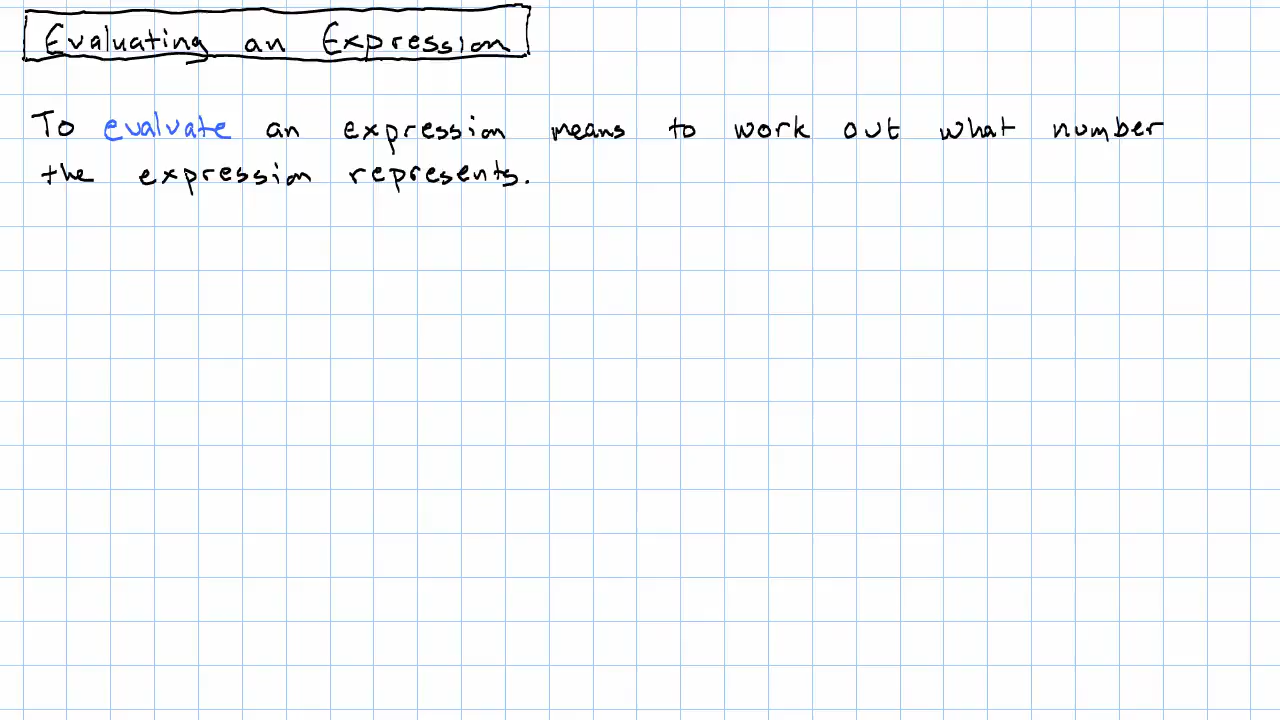 Evaluating an Expression
To evaluate an expression means to work out what number
the expression represents.